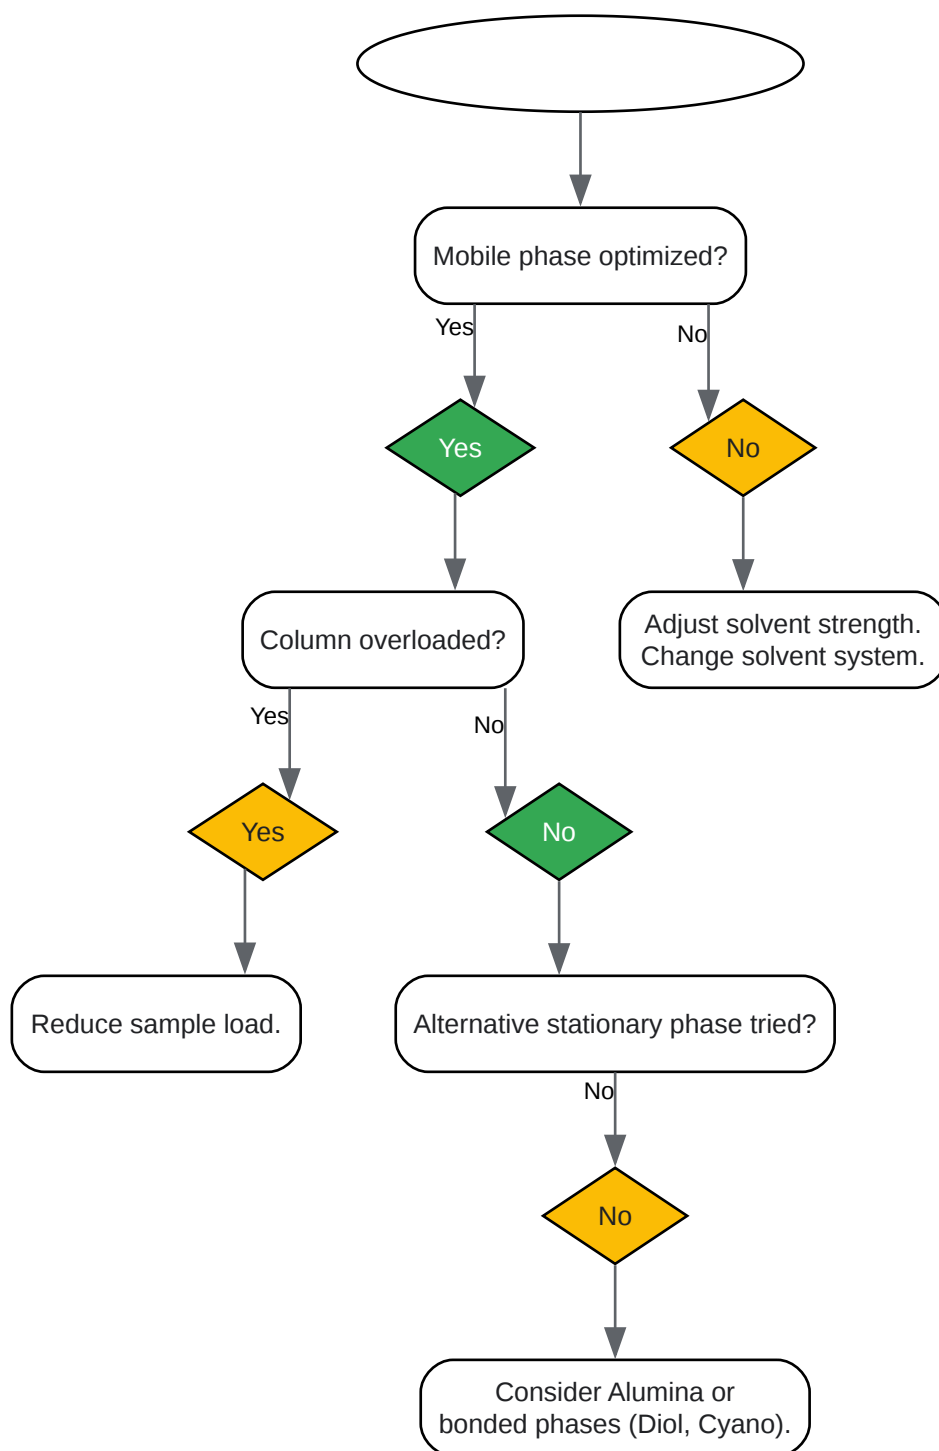 Mobile phase optimized?
Yes
No
Yes
No
Column overloaded?
Adjust solvent strength.
Change solvent system.
Yes
No
Yes
No
Reduce sample load.
Alternative stationary phase tried?
No
No
Consider Alumina or
bonded phases (Diol, Cyano).